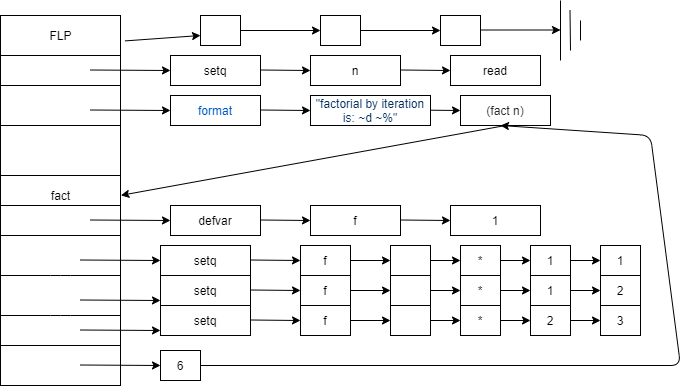 FLP
setq n read
format "factorial by iteration
is: ~d ~%" (fact n)
fact
defvar f 1
setq f * 1 1
setq f * 1 2
setq f * 2 3
6